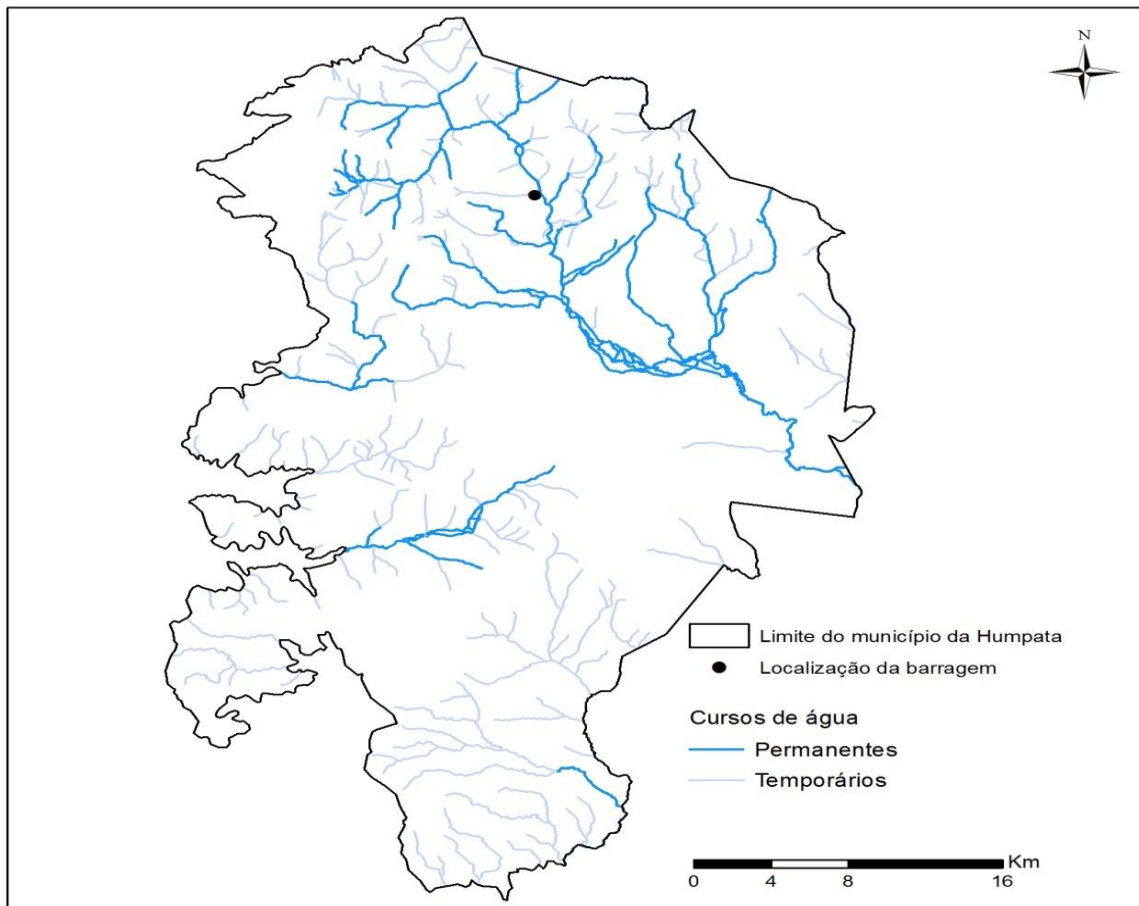 N
Limite do município da Humpata
Localização da barragem
Cursos de água
Permanentes
Temporários
Km
0 4 8 16